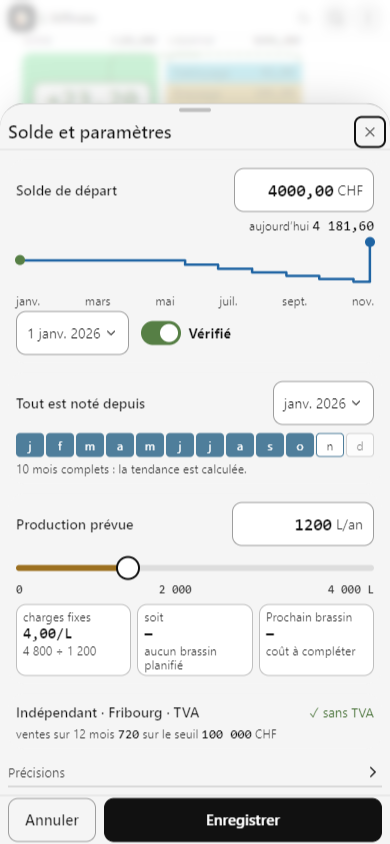 Solde et paramètres
Solde de départ
4000,00 CHF
aujourd'hui 4 181,60
janv. mars mai juil. sept. nov.
1 janv. 2026
Vérifié
Tout est noté depuis
janv. 2026
j f m a m j j a s o n d
10 mois complets : la tendance est calculée.
Production prévue
1200 L/an
0 2 000 4 000 L
charges fixes
4,00/L
4 800 ÷ 1 200
soit
—
aucun brassin
planifié
Prochain brassin
—
coût à compléter
Indépendant · Fribourg · TVA
✓ sans TVA
ventes sur 12 mois 720 sur le seuil 100 000 CHF
Précisions
Annuler
Enregistrer